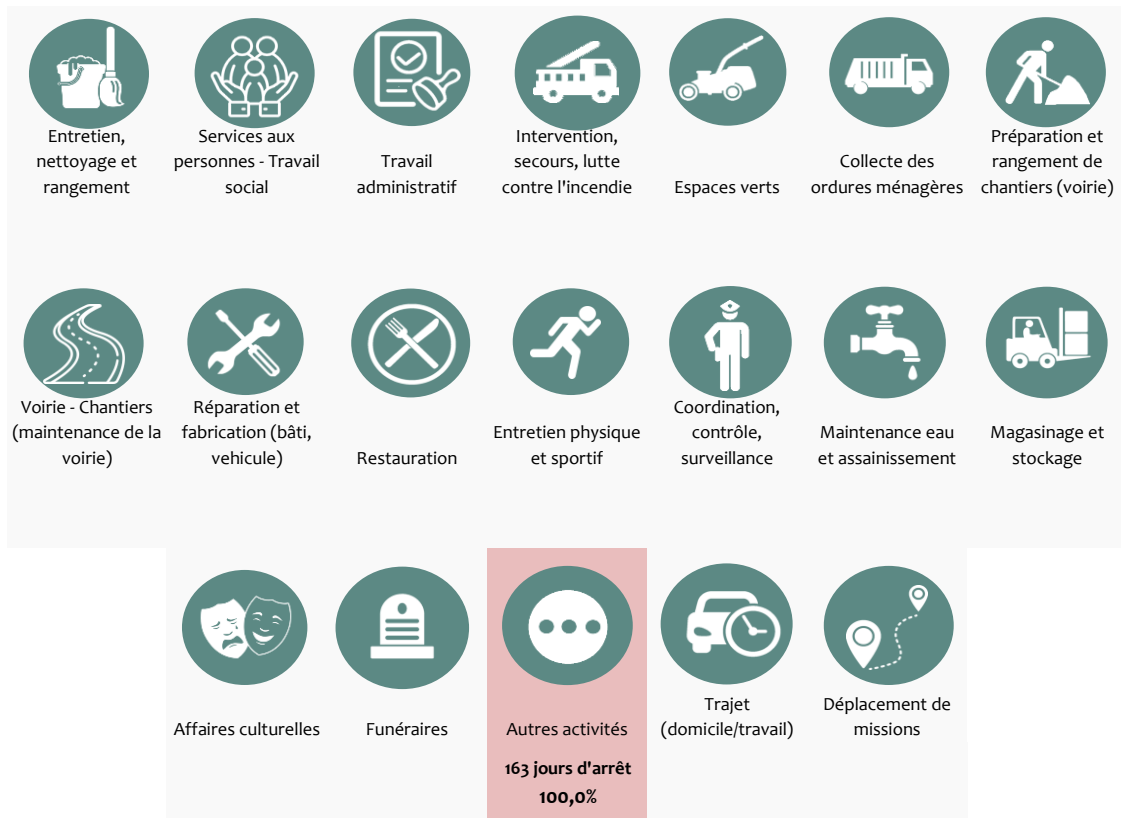 Entretien,
nettoyage et
rangement
Services aux
personnes - Travail
social
Travail
administratif
Intervention,
secours, lutte
contre l'incendie
Espaces verts
Collecte des
ordures ménagères
Préparation et
rangement de
chantiers (voirie)
Voirie - Chantiers
(maintenance de la
voirie)
Réparation et
fabrication (bâti,
vehicule)
Restauration
Entretien physique
et sportif
Coordination,
contrôle,
surveillance
Maintenance eau
et assainissement
Magasinage et
stockage
Affaires culturelles
Funéraires
Autres activités
163 jours d'arrêt
100,0%
Trajet
(domicile/travail)
Déplacement de
missions